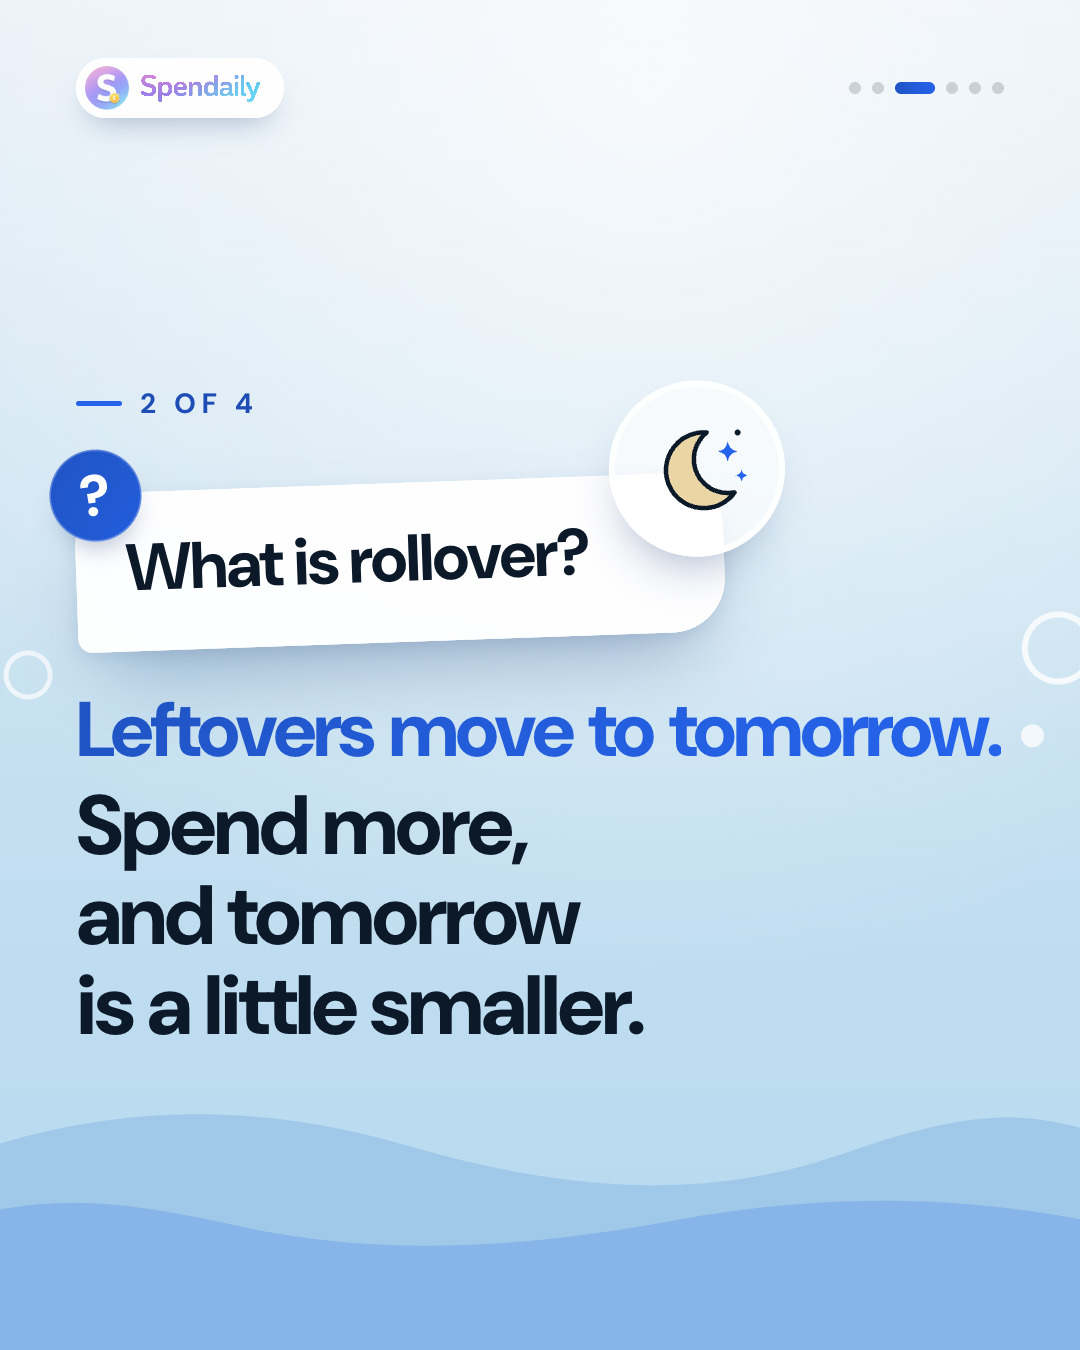 Spendaily
2 OF 4
?
What is rollover?
Leftovers move to tomorrow.
Spend more,
and tomorrow
is a little smaller.